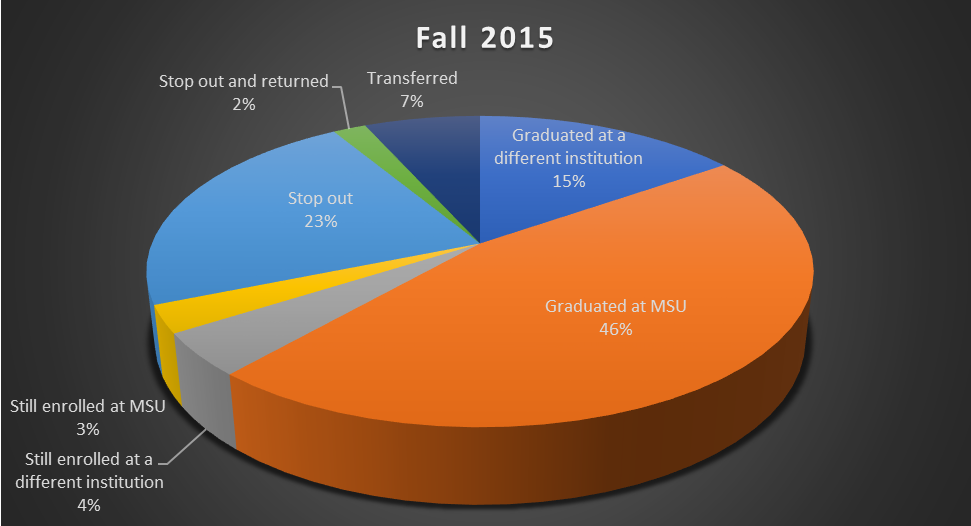 Fall 2015
Stop out and returned
2%
Transferred
7%
Graduated at a
different institution
15%
Stop out
23%
Graduated at MSU
46%
Still enrolled at MSU
3%
Still enrolled at a
different institution
4%